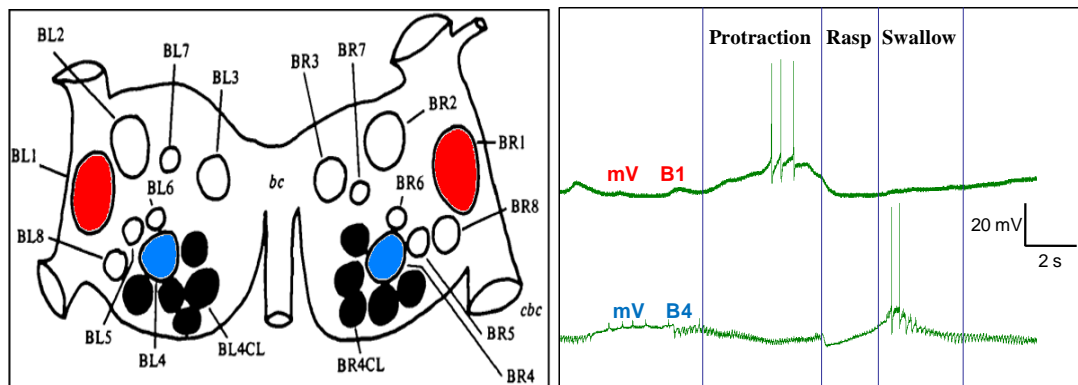 BL2
BL7
BR7
BR3
BL3
BR2
BL1
BR1
BL6
bc
BR6
BL8
BR8
cbc
BL5
BL4
BL4CL
BR4CL
BR5
BR4
Protraction Rasp Swallow
mV B1
20 mV
2 s
mV B4